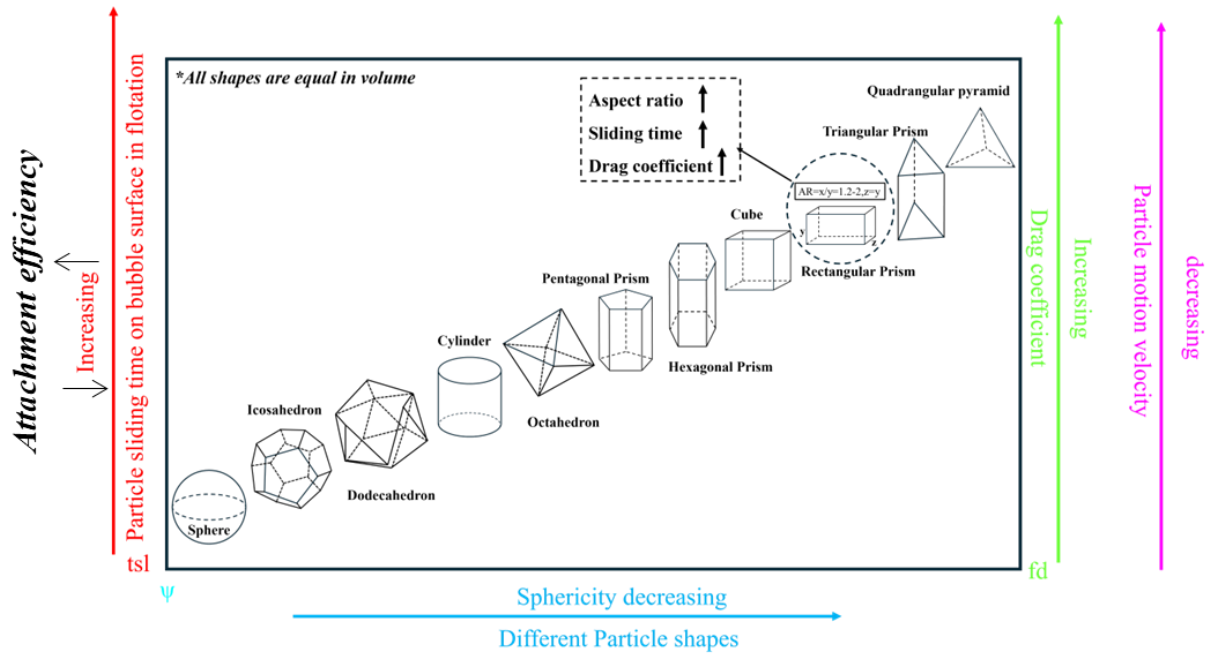 *All shapes are equal in volume
Aspect ratio
Sliding time
Drag coefficient
Quadrangular pyramid
Triangular Prism
AR=x/y=1.2-2,z=y
y
z
Rectangular Prism
Cube
Pentagonal Prism
Hexagonal Prism
Cylinder
Octahedron
Icosahedron
Dodecahedron
Sphere
Attachment efficiency
Increasing
Particle sliding time on bubble surface in flotation
tsl
ψ
Sphericity decreasing
Different Particle shapes
fd
Drag coefficient
Increasing
Particle motion velocity
decreasing